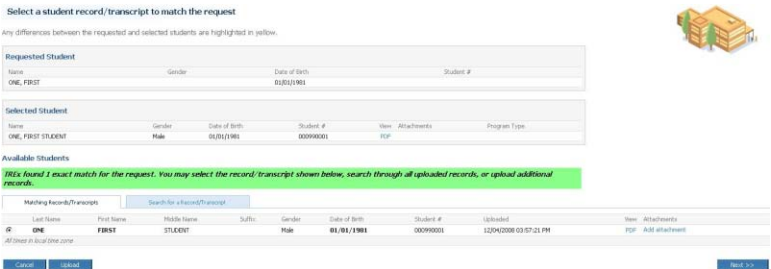 Select a student record/transcript to match the request
Any differences between the requested and selected students are highlighted in yellow.
Requested Student
Name Gender Date of Birth Student #
ONE, FIRST 01/01/1981
Selected Student
Name Gender Date of Birth Student # View Attachments Program Type
ONE, FIRST STUDENT Male 01/01/1981 000990001 PDF
Available Students
IREx found 1 exact match for the request. You may select the record/transcript shown below, search through all uploaded records, or upload additional
records.
Matching Records/Transcripts Search for a Record/Transcript
Last Name First Name Middle Name Suffix Gender Date of Birth Student # Uploaded View Attachments
ONE FIRST STUDENT Male 01/01/1981 000990001 12/04/2008 03:57:21 PM PDF Add attachment
All times in local time zone
Cancel Upload Next >>